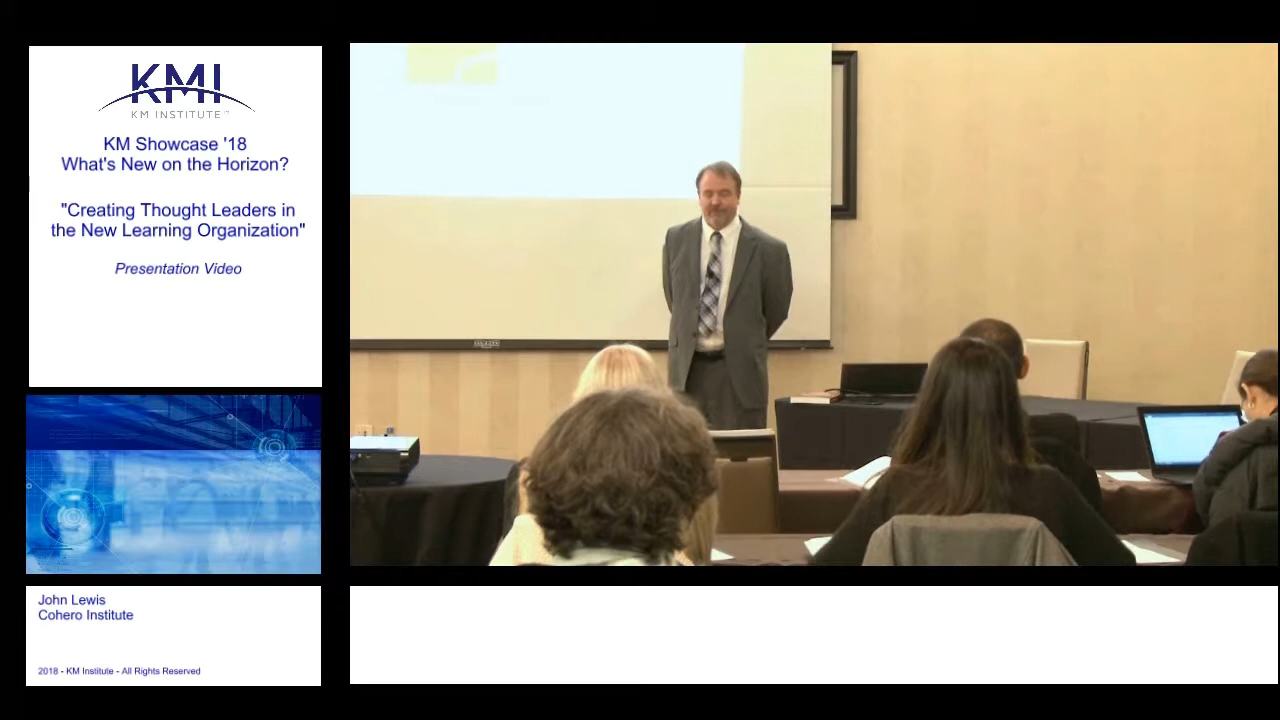 KMI
KM INSTITUTE
KM Showcase '18
What's New on the Horizon?
"Creating Thought Leaders in
the New Learning Organization"
Presentation Video
John Lewis
Cohero Institute
2018 - KM Institute - All Rights Reserved